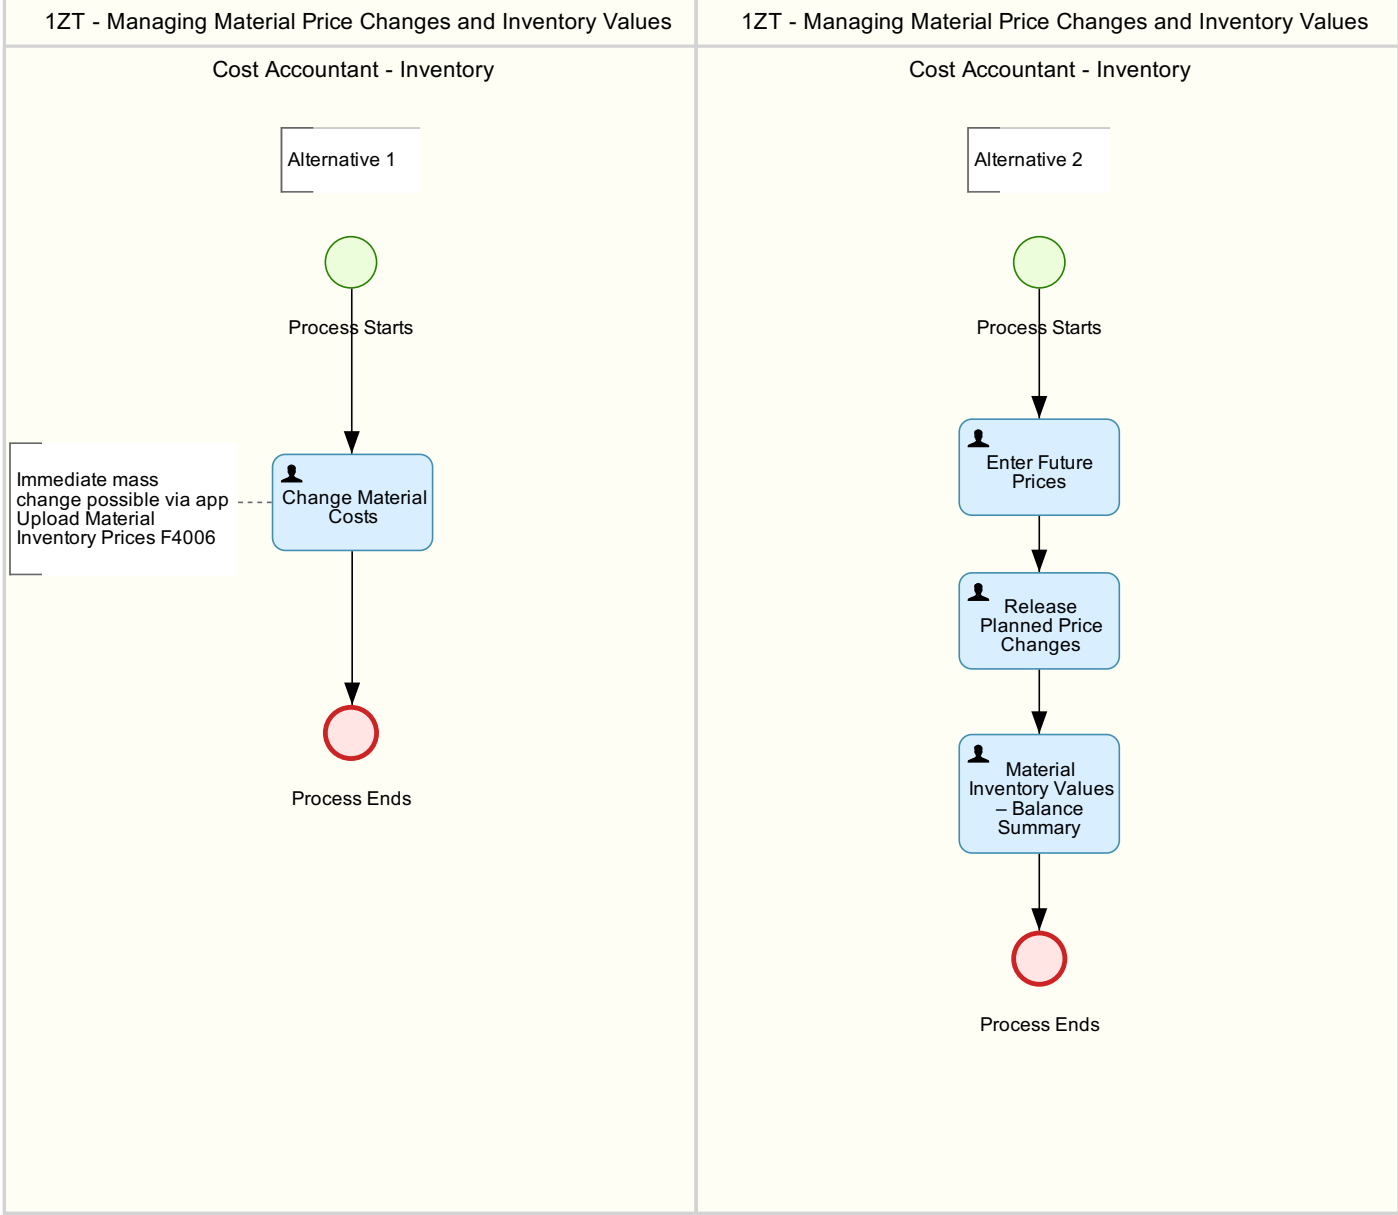 1ZT - Managing Material Price Changes and Inventory Values
Cost Accountant - Inventory
Alternative 1
Process Starts
Immediate mass
change possible via app
Upload Material
Inventory Prices F4006
Change Material
Costs
Process Ends
1ZT - Managing Material Price Changes and Inventory Values
Cost Accountant - Inventory
Alternative 2
Process Starts
Enter Future
Prices
Release
Planned Price
Changes
Material
Inventory Values
– Balance
Summary
Process Ends